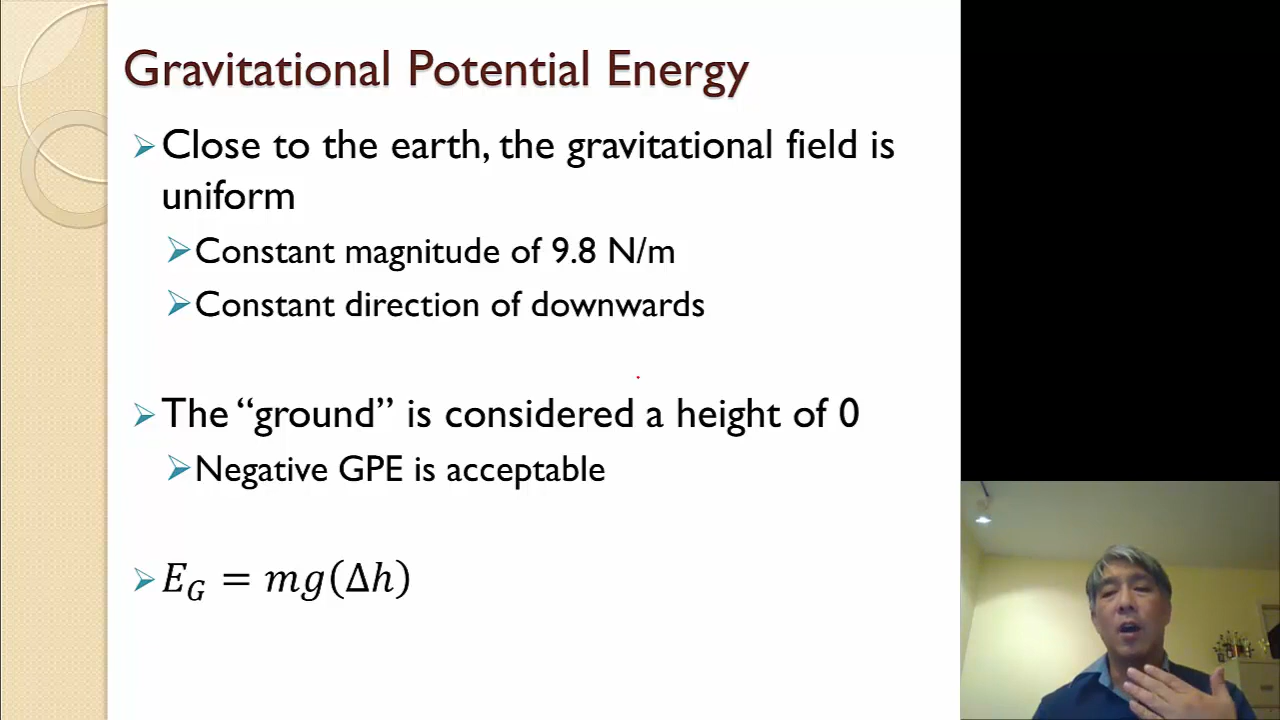 Gravitational Potential Energy
Close to the earth, the gravitational field is
uniform
Constant magnitude of 9.8 N/m
Constant direction of downwards
The “ground” is considered a height of 0
Negative GPE is acceptable
E_G = mg(Δh)